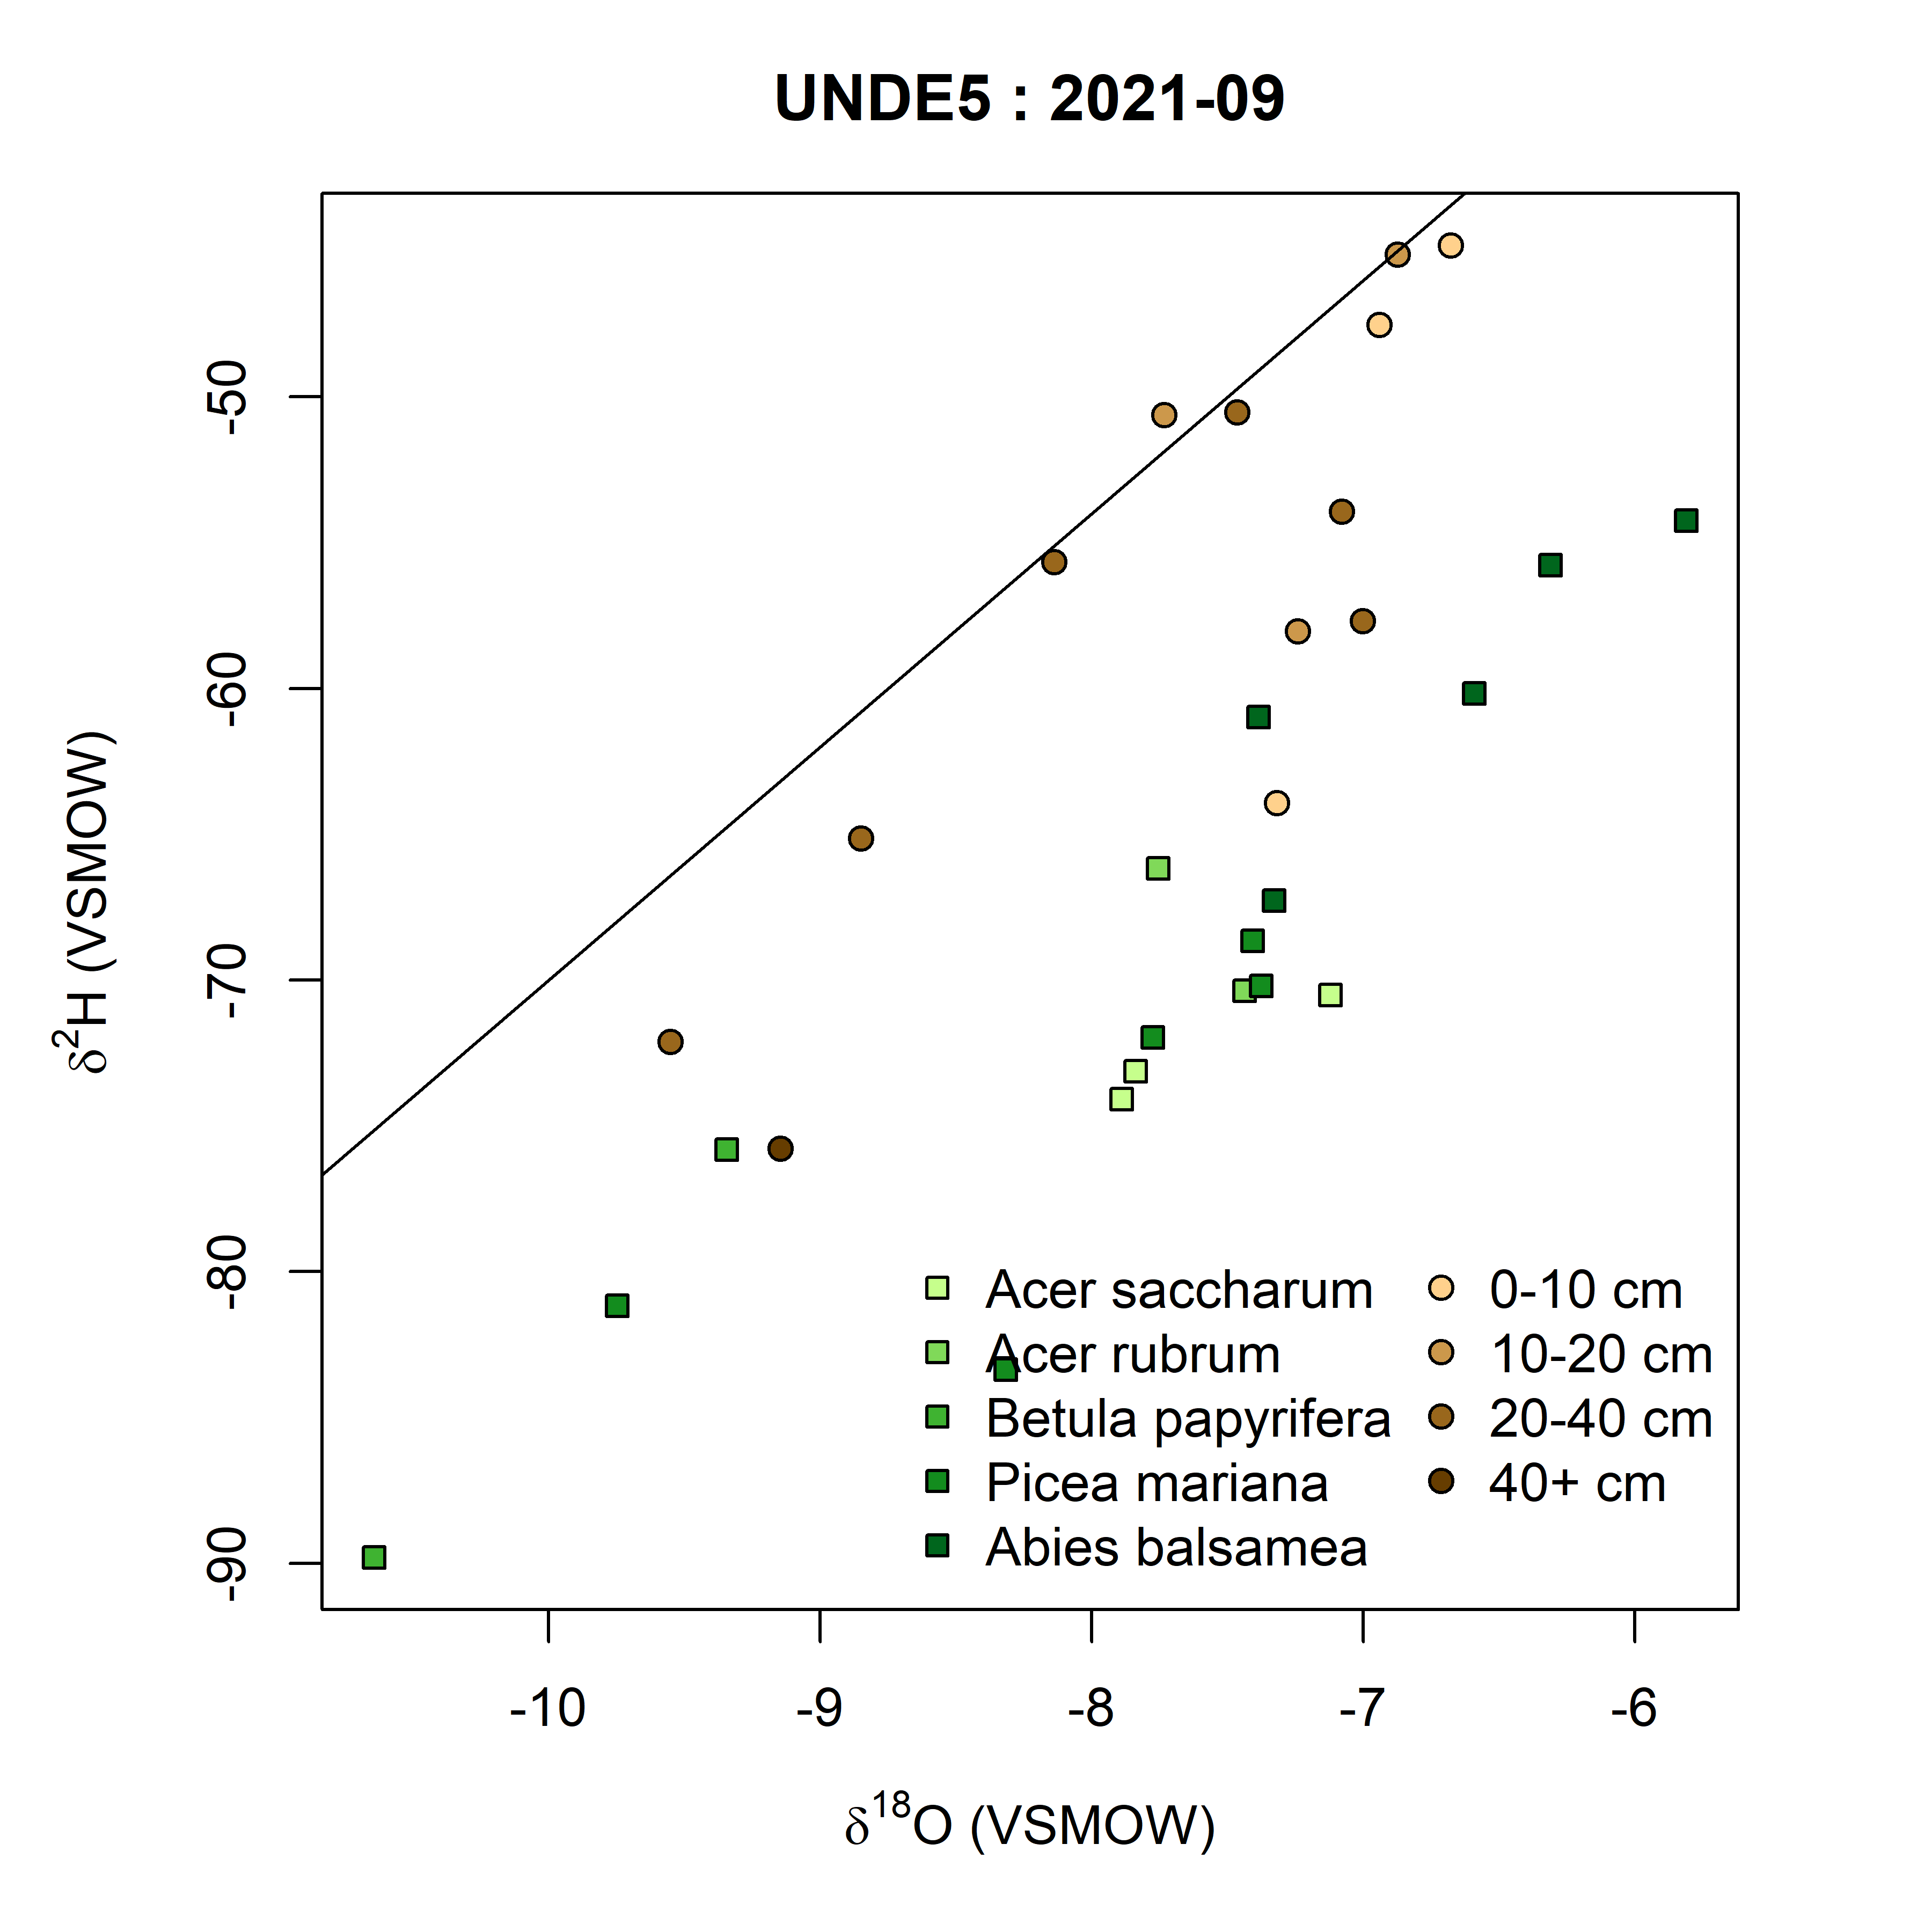 UNDE5 : 2021-09
-50
-60
-70
-80
-90
δ²H (VSMOW)
Acer saccharum
Acer rubrum
Betula papyrifera
Picea mariana
Abies balsamea
0-10 cm
10-20 cm
20-40 cm
40+ cm
-10 -9 -8 -7 -6
δ¹⁸O (VSMOW)